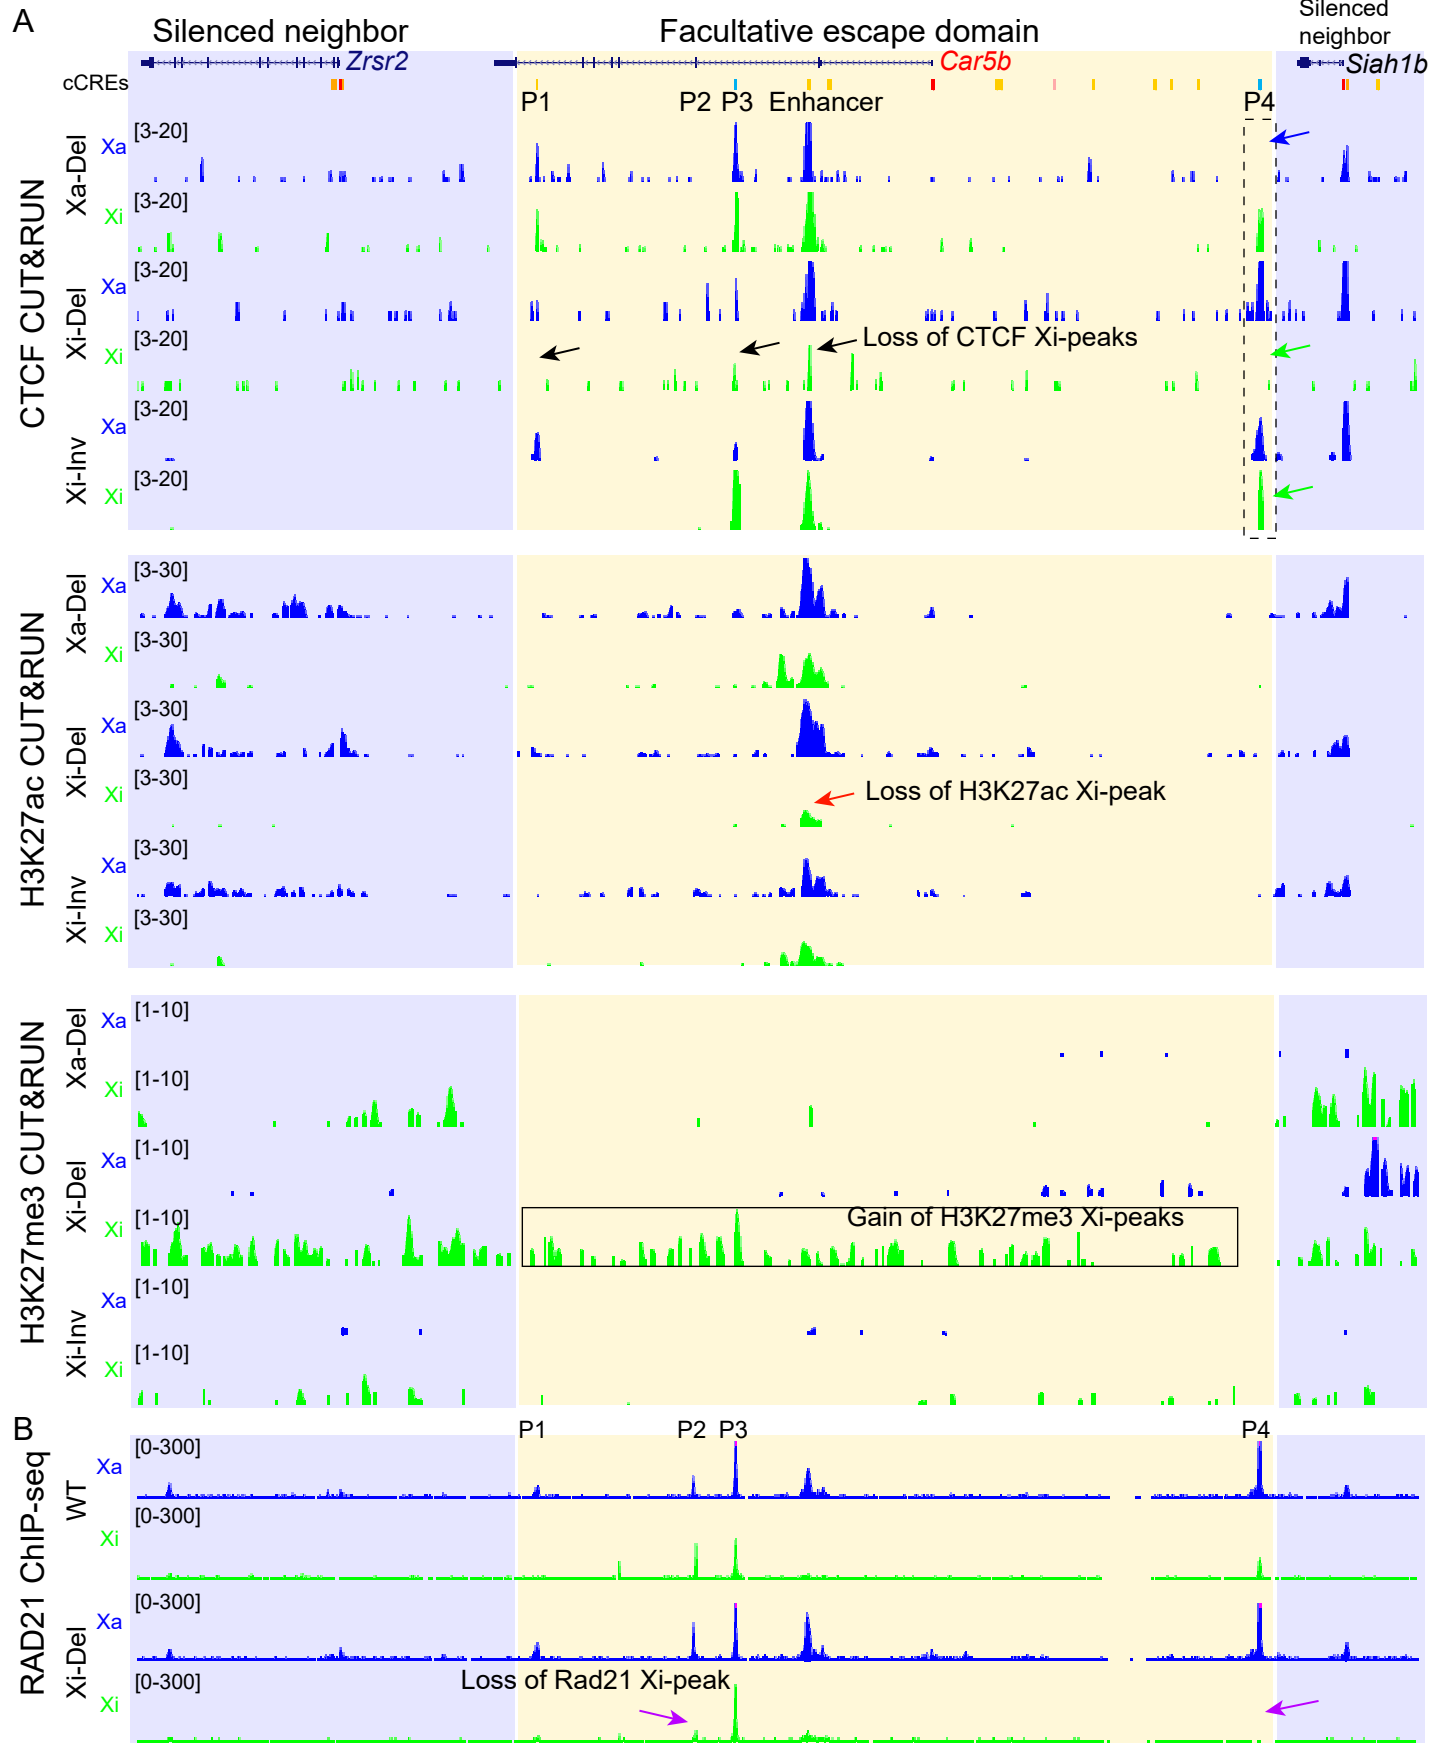 A
Silenced neighbor
Facultative escape domain
Silenced
neighbor
Zrsr2
Car5b
Siah1b
cCREs
P1
P2
P3
Enhancer
P4
CTCF CUT&RUN
Xa-Del
Xa
[3-20]
Xi
[3-20]
Xi-Del
Xa
[3-20]
Xi
[3-20]
Loss of CTCF Xi-peaks
Xi-Inv
Xa
[3-20]
Xi
[3-20]
H3K27ac CUT&RUN
Xa-Del
Xa
[3-30]
Xi
[3-30]
Xi-Del
Xa
[3-30]
Xi
[3-30]
Loss of H3K27ac Xi-peak
Xi-Inv
Xa
[3-30]
Xi
[3-30]
H3K27me3 CUT&RUN
Xa-Del
Xa
[1-10]
Xi
[1-10]
Xi-Del
Xa
[1-10]
Xi
[1-10]
Gain of H3K27me3 Xi-peaks
Xi-Inv
Xa
[1-10]
Xi
[1-10]
B
P1
P2
P3
P4
RAD21 ChIP-seq
WT
Xa
[0-300]
Xi
[0-300]
Xi-Del
Xa
[0-300]
Xi
[0-300]
Loss of Rad21 Xi-peak